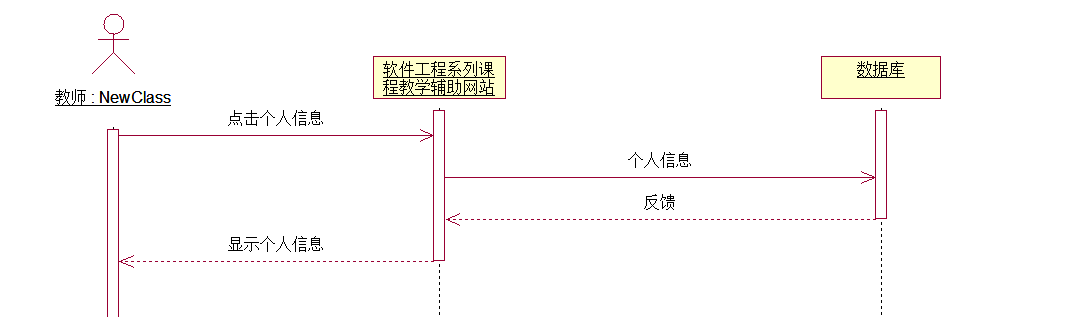 软件工程系列课
程教学辅助网站
数据库
教师 : NewClass
点击个人信息
个人信息
反馈
显示个人信息